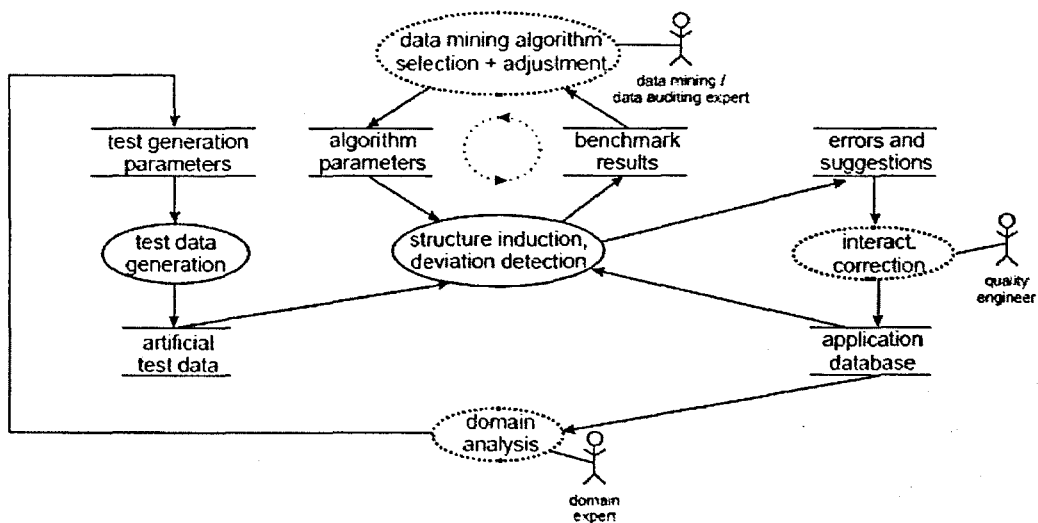 data mining algorithm
selection + adjustment
data mining /
data auditing expert
test generation
parameters
algorithm
parameters
benchmark
results
errors and
suggestions
test data
generation
structure induction,
deviation detection
interact.
correction
quality
engineer
artificial
test data
application
database
domain
analysis
domain
expert